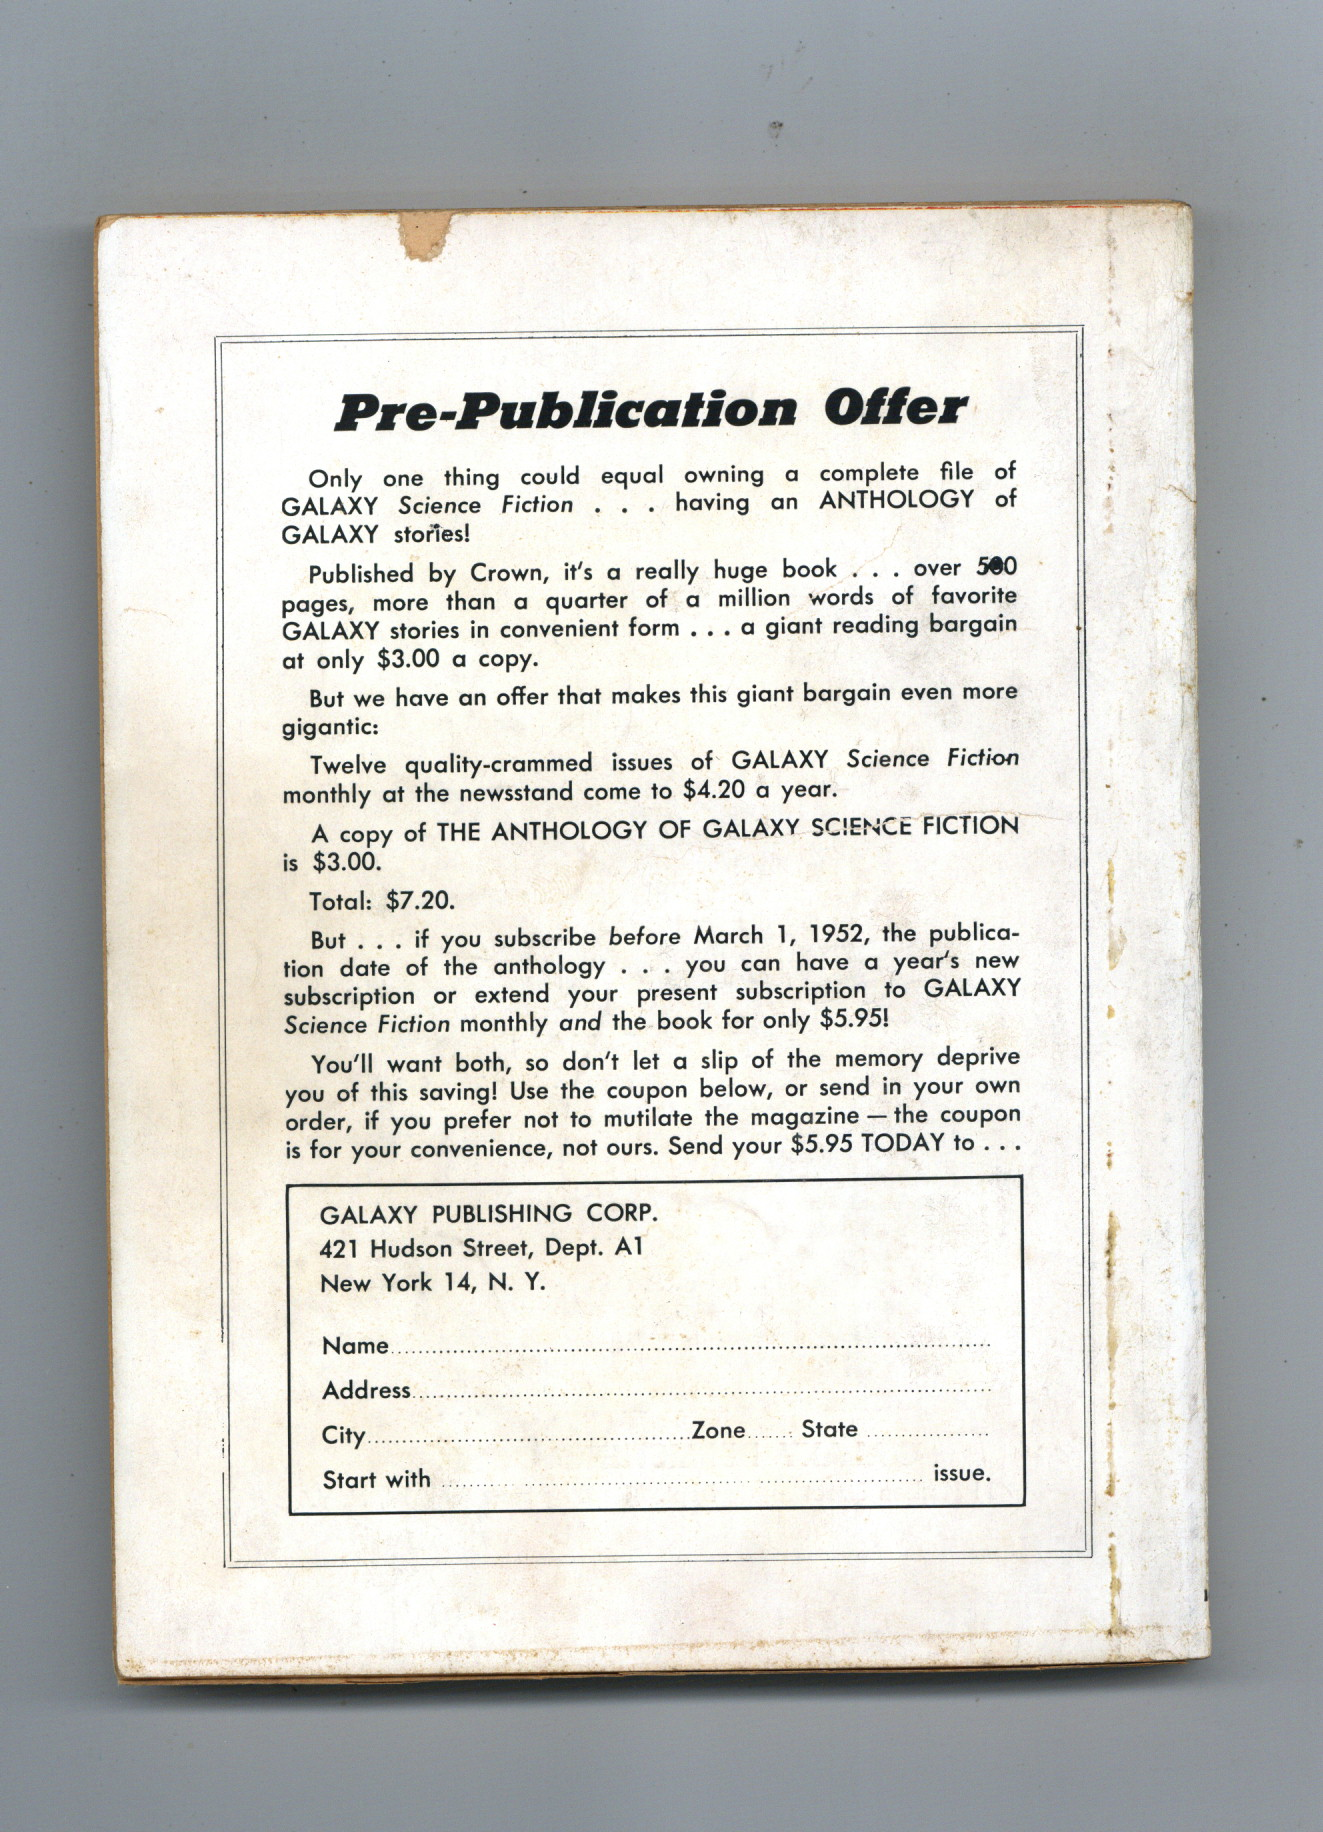 Pre-Publication Offer
Only one thing could equal owning a complete file of
GALAXY Science Fiction . . . having an ANTHOLOGY of
GALAXY stories!
Published by Crown, it's a really huge book . . . over 500
pages, more than a quarter of a million words of favorite
GALAXY stories in convenient form . . . a giant reading bargain
at only $3.00 a copy.
But we have an offer that makes this giant bargain even more
gigantic:
Twelve quality-crammed issues of GALAXY Science Fiction
monthly at the newsstand come to $4.20 a year.
A copy of THE ANTHOLOGY OF GALAXY SCIENCE FICTION
is $3.00.
Total: $7.20.
But . . . if you subscribe before March 1, 1952, the publica-
tion date of the anthology . . . you can have a year's new
subscription or extend your present subscription to GALAXY
Science Fiction monthly and the book for only $5.95!
You'll want both, so don't let a slip of the memory deprive
you of this saving! Use the coupon below, or send in your own
order, if you prefer not to mutilate the magazine — the coupon
is for your convenience, not ours. Send your $5.95 TODAY to . . .
GALAXY PUBLISHING CORP.
421 Hudson Street, Dept. A1
New York 14, N. Y.
Name
Address
City Zone State
Start with issue.